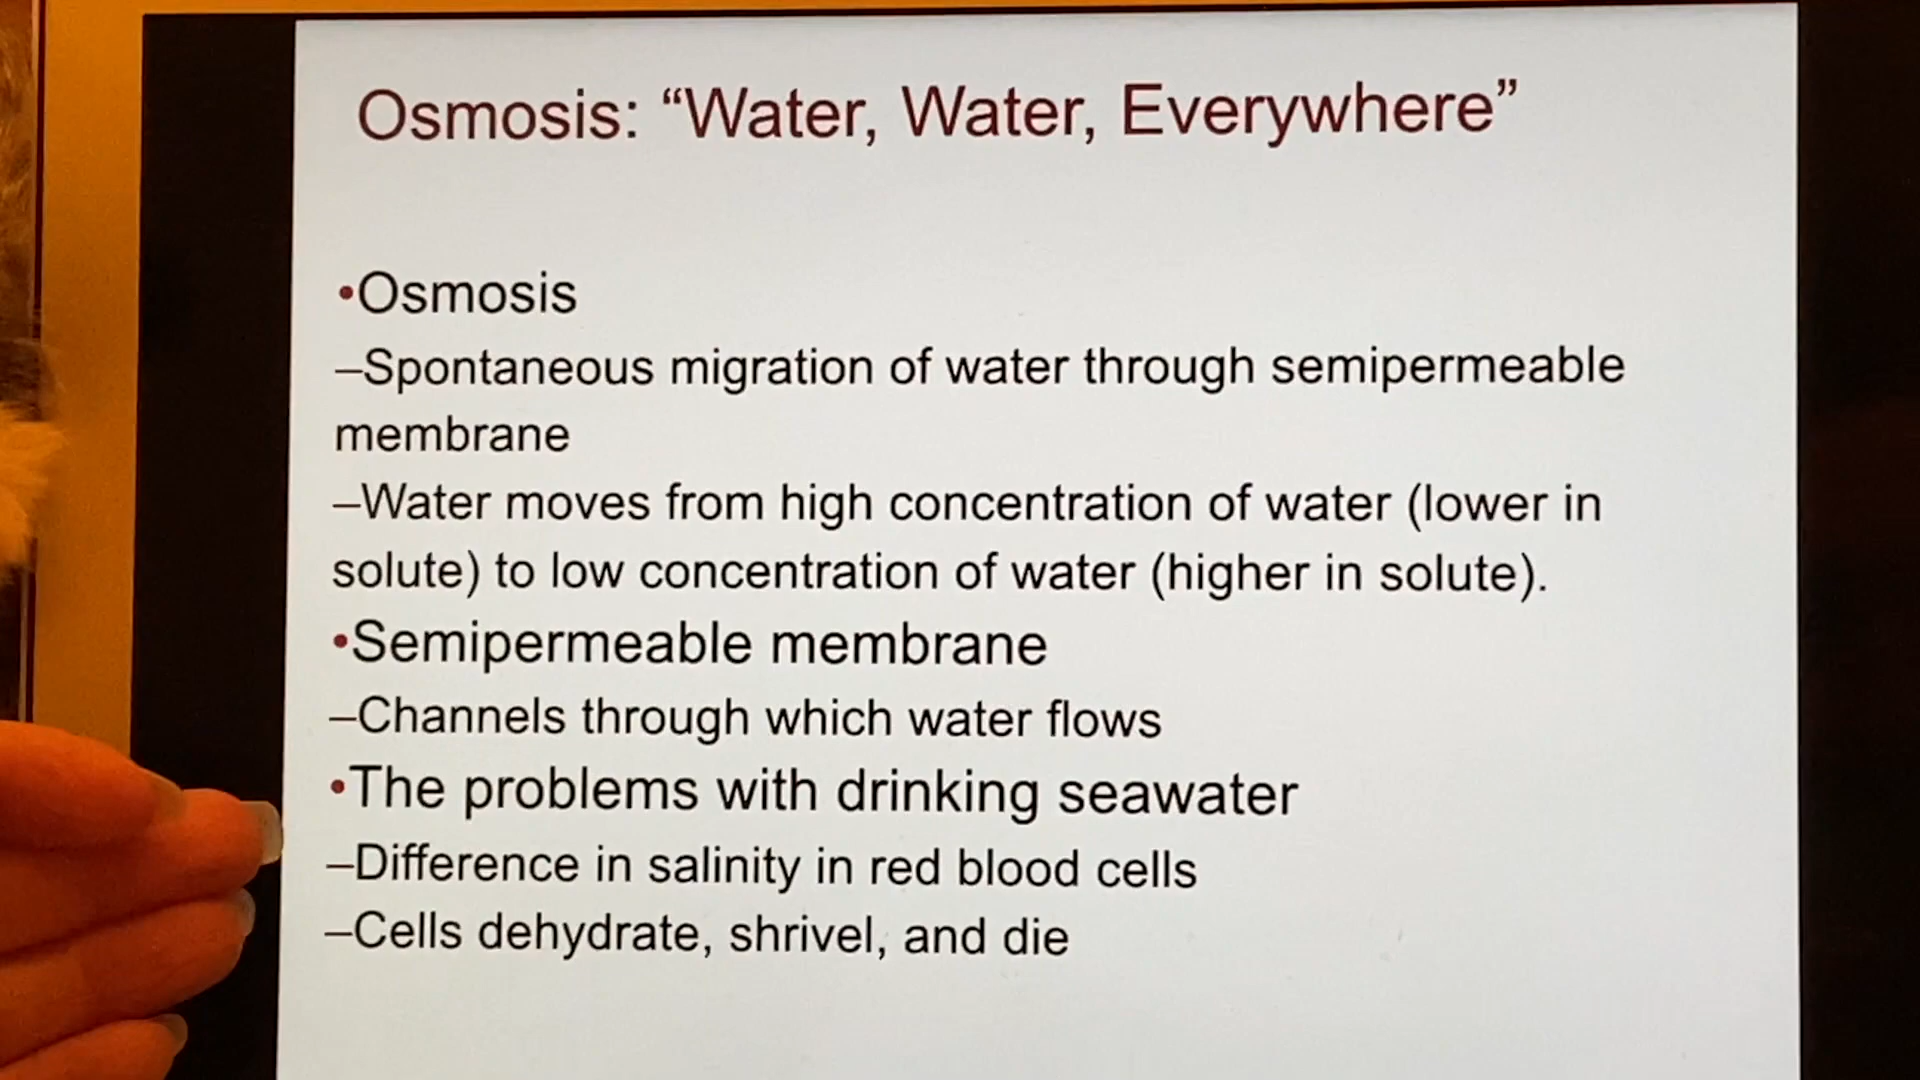 Osmosis: “Water, Water, Everywhere”
•Osmosis
–Spontaneous migration of water through semipermeable
membrane
–Water moves from high concentration of water (lower in
solute) to low concentration of water (higher in solute).
•Semipermeable membrane
–Channels through which water flows
•The problems with drinking seawater
–Difference in salinity in red blood cells
–Cells dehydrate, shrivel, and die